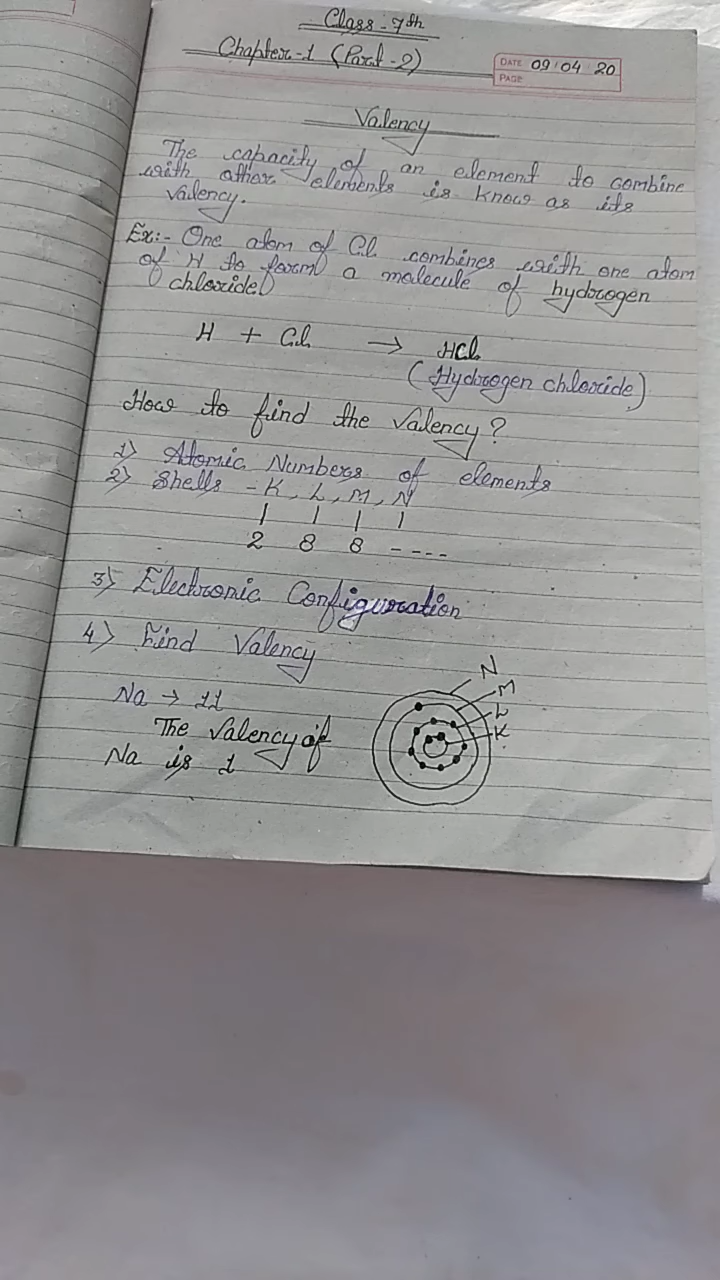 Class - 7th
Chapter-1 (Part-2)
DATE 09/04/20
PAGE
Valency
The capacity of an element to combine
with other elements is know as its
valency.
Ex:- One atom of Cl combines with one atom
of H to form a molecule of hydrogen
chloride
H + Cl → HCl
(Hydrogen chloride)
How to find the Valency?
1) Atomic Numbers of elements
2) Shells - K, L, M, N
2 8 8 ----
3) Electronic Configuration
4) Find Valency
N
M
L
K
Na → 11
The Valency of
Na is 1